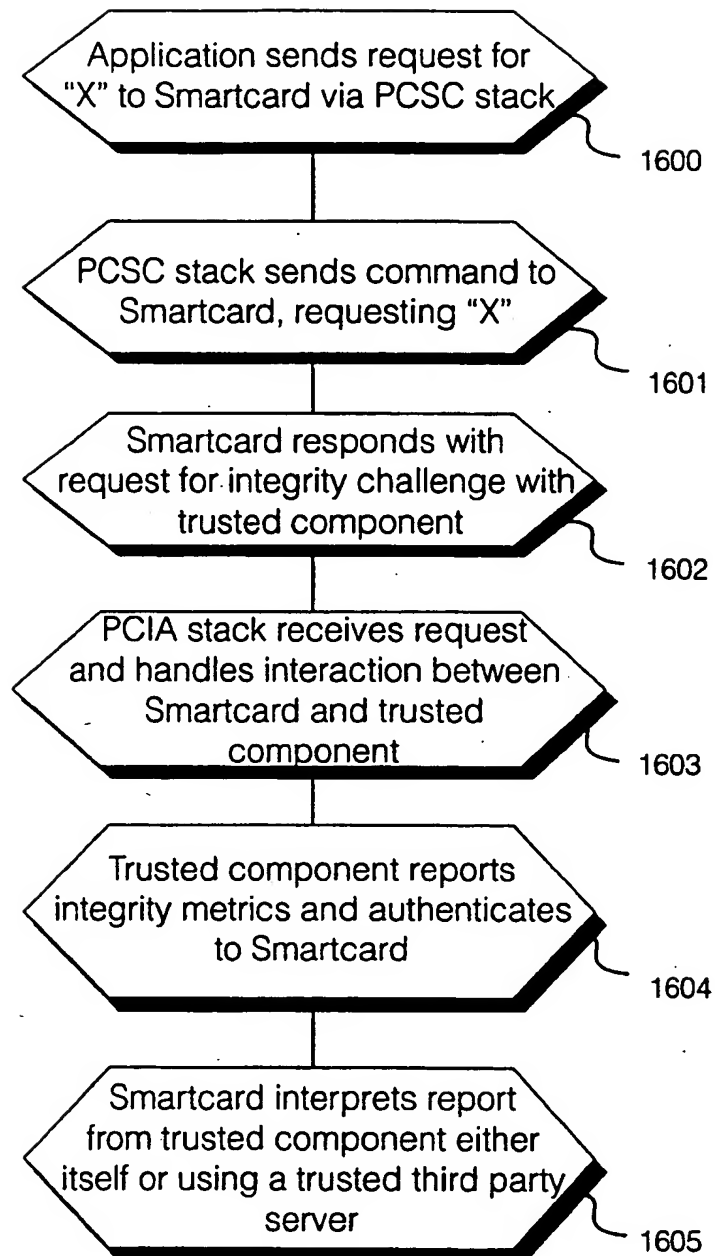 Application sends request for
“X” to Smartcard via PCSC stack
1600
PCSC stack sends command to
Smartcard, requesting “X”
1601
Smartcard responds with
request for integrity challenge with
trusted component
1602
PCIA stack receives request
and handles interaction between
Smartcard and trusted
component
1603
Trusted component reports
integrity metrics and authenticates
to Smartcard
1604
Smartcard interprets report
from trusted component either
itself or using a trusted third party
server
1605